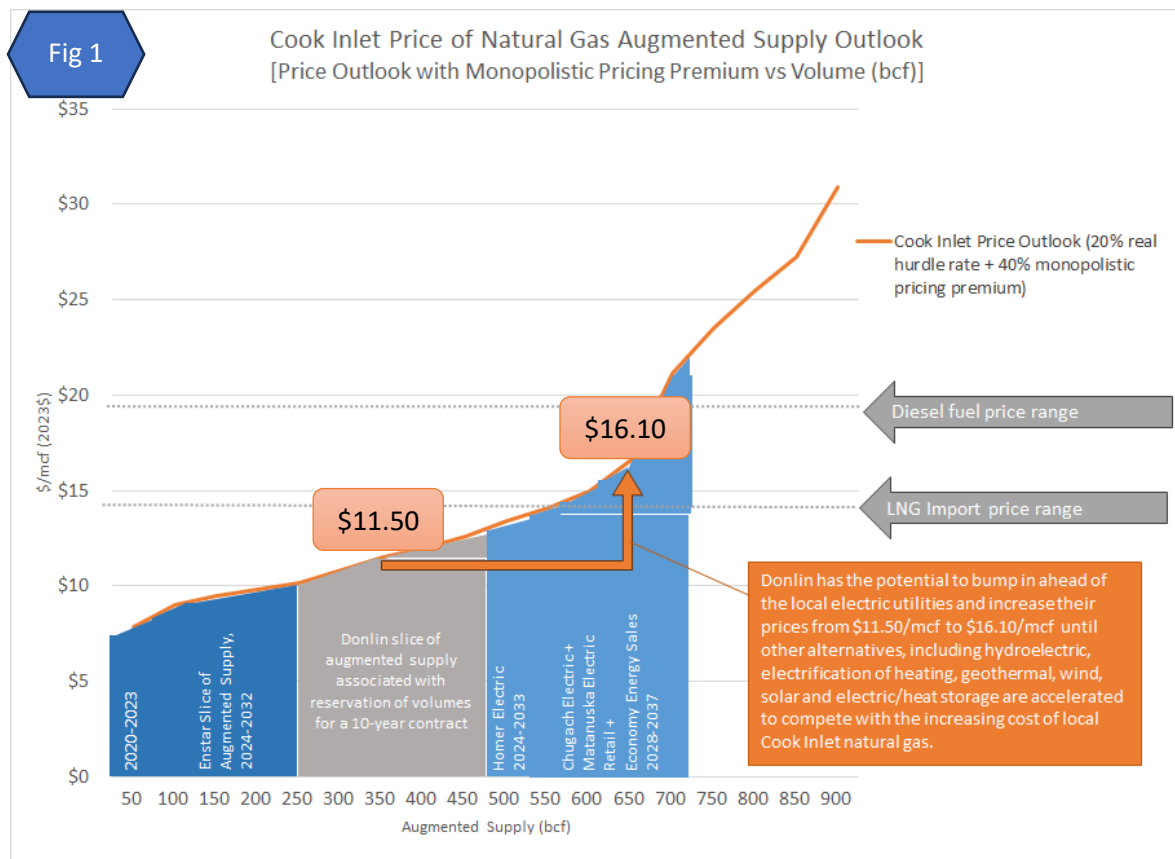 Fig 1
Cook Inlet Price of Natural Gas Augmented Supply Outlook
[Price Outlook with Monopolistic Pricing Premium vs Volume (bcf)]
$35
$30
$25
$20
$15
$10
$5
$0
$/mcf (2023$)
Cook Inlet Price Outlook (20% real
hurdle rate + 40% monopolistic
pricing premium)
Diesel fuel price range
LNG Import price range
$16.10
$11.50
Donlin has the potential to bump in ahead of
the local electric utilities and increase their
prices from $11.50/mcf to $16.10/mcf until
other alternatives, including hydroelectric,
electrification of heating, geothermal, wind,
solar and electric/heat storage are accelerated
to compete with the increasing cost of local
Cook Inlet natural gas.
2020-2023
Enstar Slice of
Augmented Supply,
2024-2032
Donlin slice of
augmented supply
associated with
reservation of volumes
for a 10-year contract
Homer Electric
2024-2033
Chugach Electric+
Matanuska Electric
Retail +
Economy Energy Sales
2028-2037
50 100 150 200 250 300 350 400 450 500 550 600 650 700 750 800 850 900
Augmented Supply (bcf)